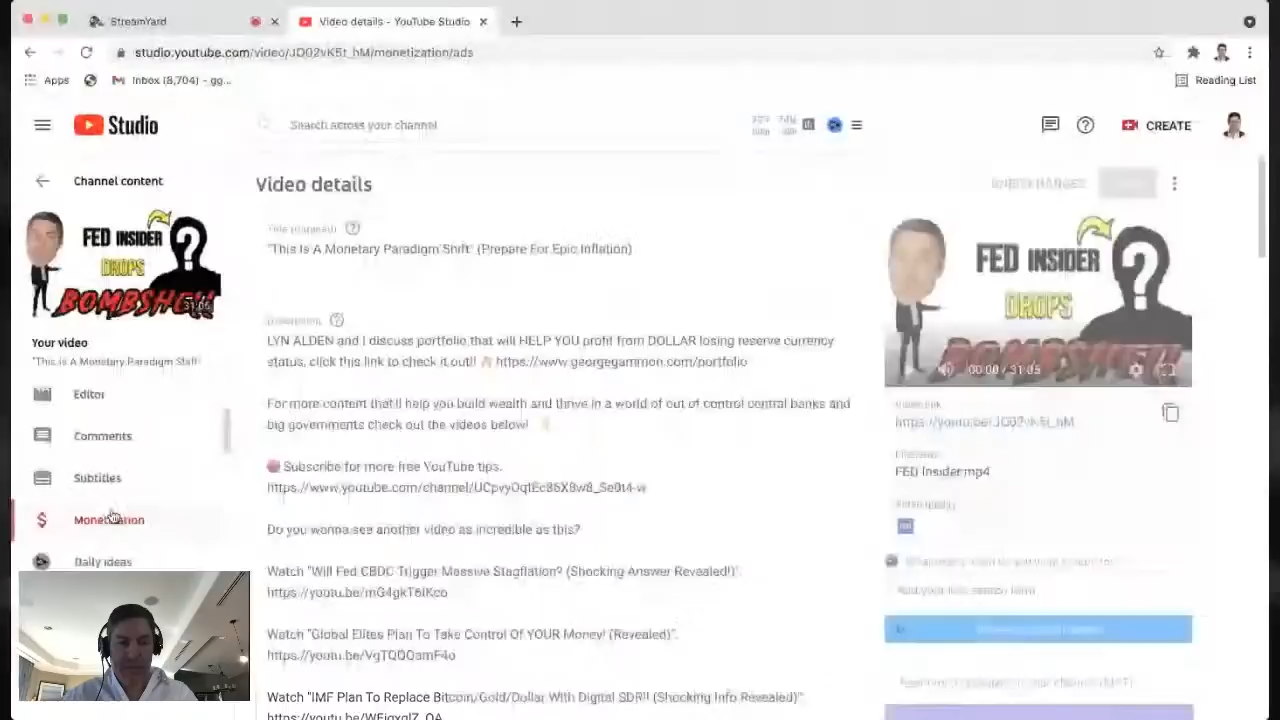 StreamYard
Video details - YouTube Studio
studio.youtube.com/video/JD02vK5t_hM/monetization/ads
Apps
Inbox (8,704) - gg...
Reading List
Studio
Search across your channel
CREATE
Channel content
Video details
FED INSIDER
DROPS
BOMBSHELL
31:05
FED INSIDER
DROPS
BOMBSHELL
00:00 / 31:05
"This Is A Monetary Paradigm Shift" (Prepare For Epic Inflation)
Your video
"This Is A Monetary Paradigm Shift"
Editor
Comments
Subtitles
Monetization
Daily ideas
LYN ALDEN and I discuss portfolio that will HELP YOU profit from DOLLAR losing reserve currency
status, click this link to check it out!! https://www.georgegammon.com/portfolio
For more content that'll help you build wealth and thrive in a world of out of control central banks and
big governments check out the videos below!
Subscribe for more free YouTube tips.
Do you wanna see another video as incredible as this?
Watch "Will Fed CBDC Trigger Massive Stagflation? (Shocking Answer Revealed!)".
https://youtu.be/mG4gkT6IKco
Watch "Global Elites Plan To Take Control Of YOUR Money! (Revealed)".
https://youtu.be/VgTQQOamF4o
Watch "IMF Plan To Replace Bitcoin/Gold/Dollar With Digital SDR"! (Shocking Info Revealed)"
Video link
FED Insider.mp4